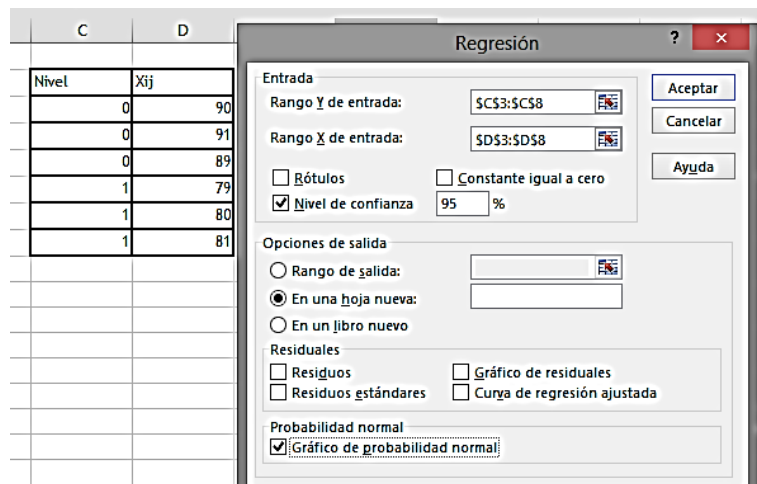 C D
Nivel Xij
0 90
0 91
0 89
1 79
1 80
1 81
Regresión ? ×
Entrada
Rango Y de entrada: $C$3:$C$8
Rango X de entrada: $D$3:$D$8
Rótulos Constante igual a cero
Nivel de confianza 95 %
Aceptar
Cancelar
Ayuda
Opciones de salida
Rango de salida:
En una hoja nueva:
En un libro nuevo
Residuales
Residuos Gráfico de residuales
Residuos estándares Curva de regresión ajustada
Probabilidad normal
Gráfico de probabilidad normal